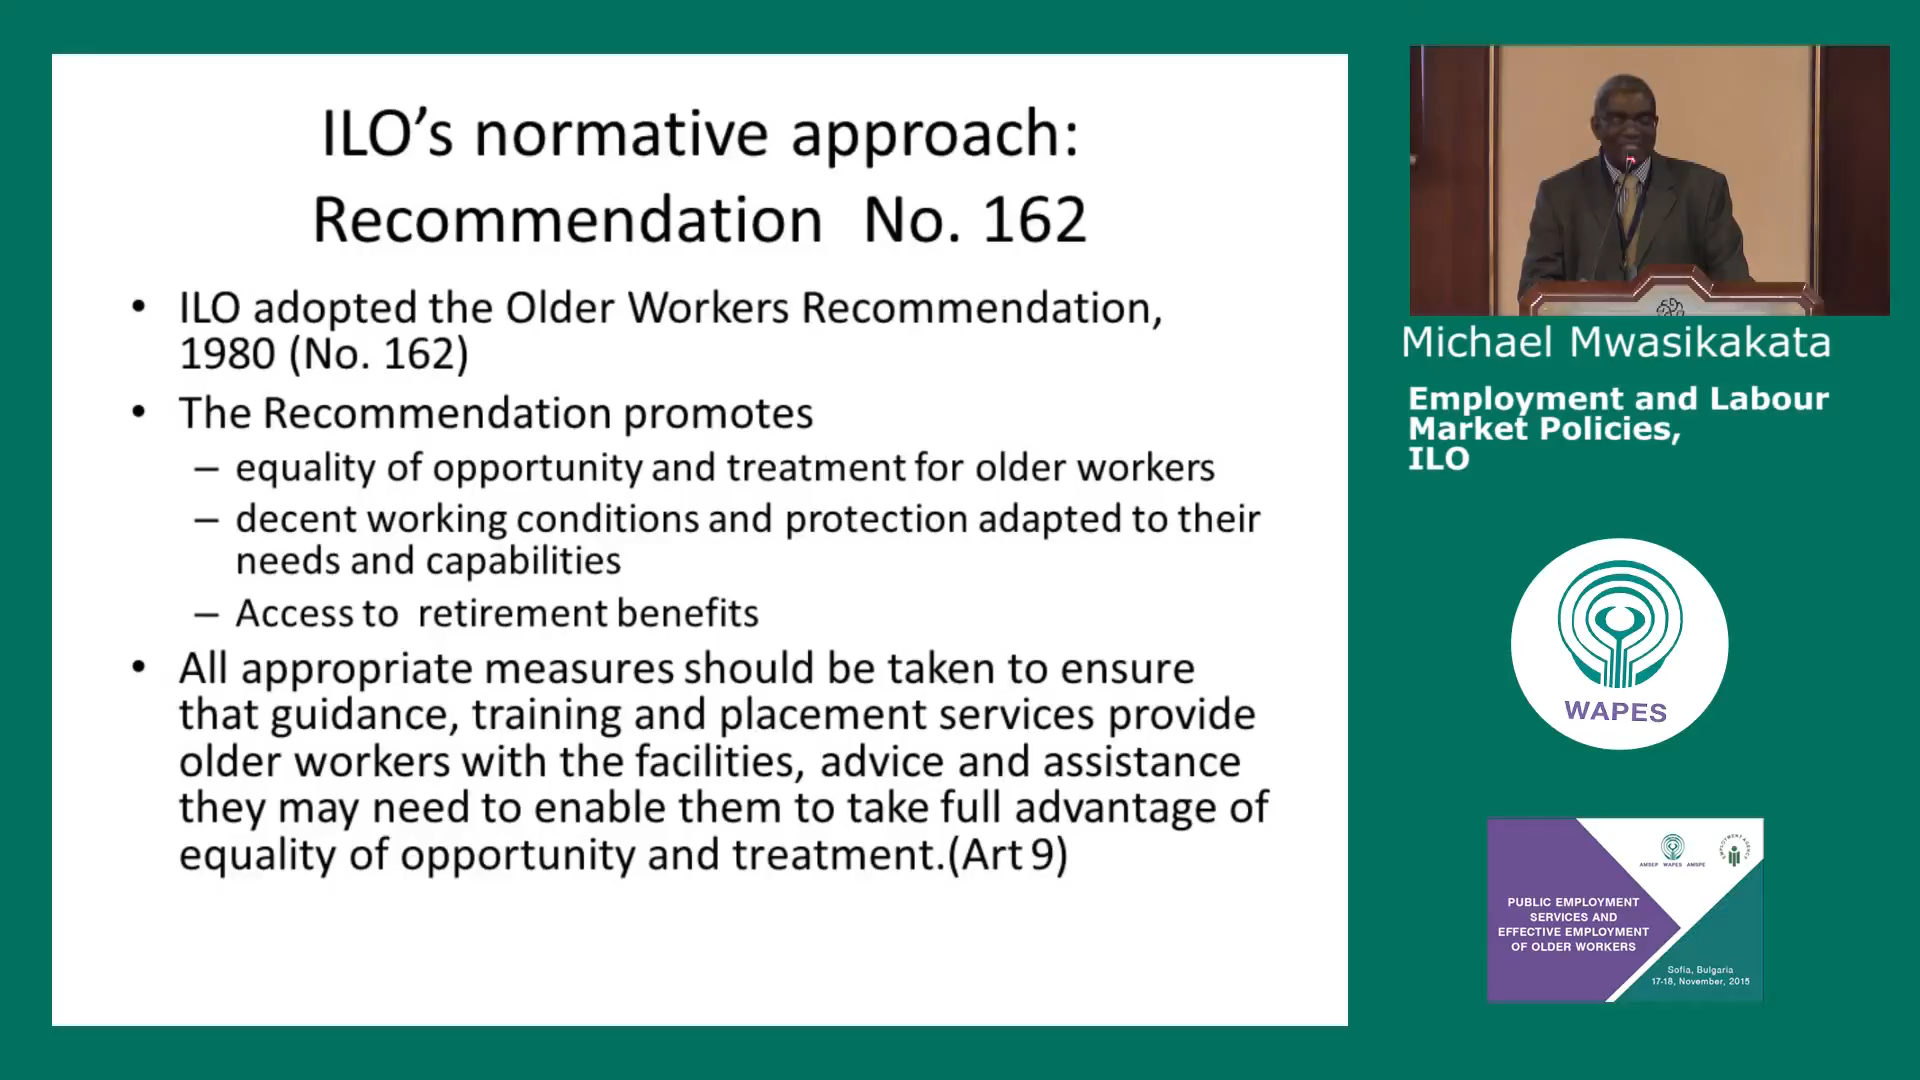 ILO’s normative approach:
Recommendation No. 162
• ILO adopted the Older Workers Recommendation,
1980 (No. 162)
• The Recommendation promotes
– equality of opportunity and treatment for older workers
– decent working conditions and protection adapted to their
needs and capabilities
– Access to retirement benefits
• All appropriate measures should be taken to ensure
that guidance, training and placement services provide
older workers with the facilities, advice and assistance
they may need to enable them to take full advantage of
equality of opportunity and treatment.(Art 9)
Michael Mwasikakata
Employment and Labour
Market Policies,
ILO
WAPES
AMSEP WAPES AMSPE
EMPLOYMENT AGENCY
PUBLIC EMPLOYMENT
SERVICES AND
EFFECTIVE EMPLOYMENT
OF OLDER WORKERS
Sofia, Bulgaria
17-18, November, 2015